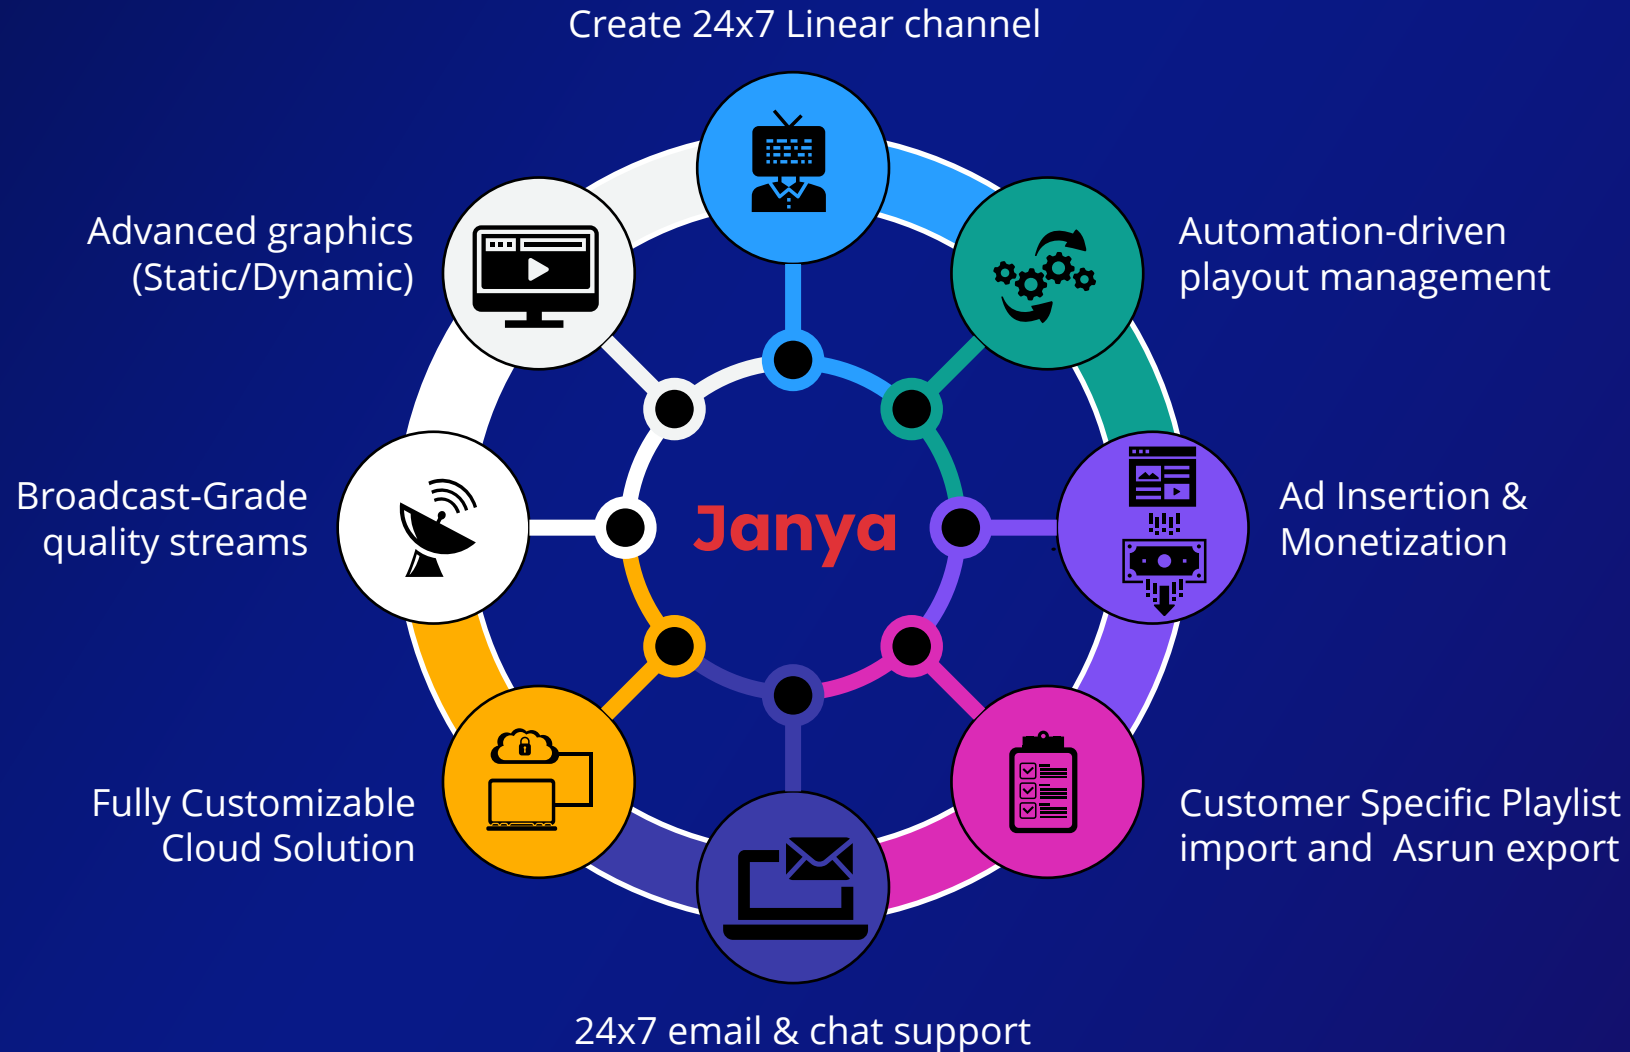 Create 24x7 Linear channel
Advanced graphics
(Static/Dynamic)
Automation-driven
playout management
Broadcast-Grade
quality streams
Janya
Ad Insertion &
Monetization
Fully Customizable
Cloud Solution
Customer Specific Playlist
import and  Asrun export
24x7 email & chat support